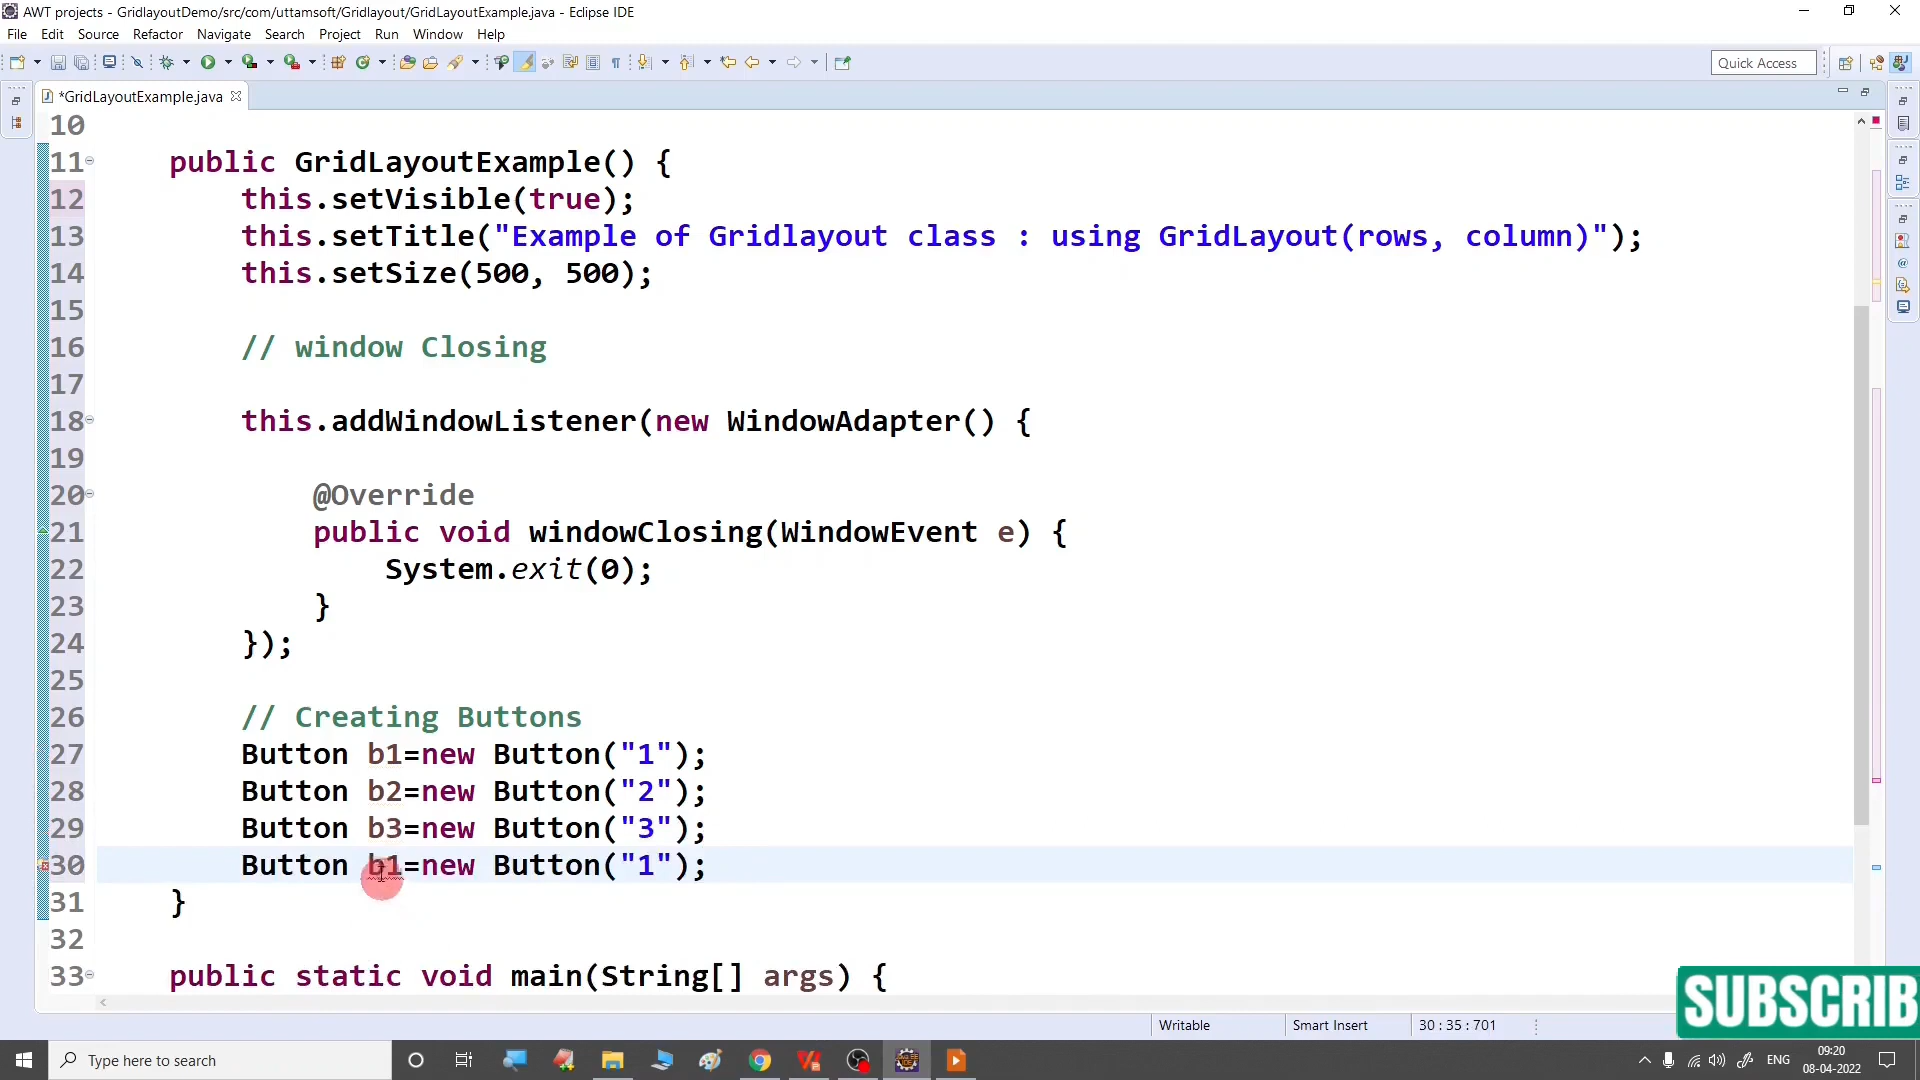 AWT projects - GridlayoutDemo/src/com/uttamsoft/Gridlayout/GridLayoutExample.java - Eclipse IDE
File Edit Source Refactor Navigate Search Project Run Window Help
Quick Access
*GridLayoutExample.java
10
11 public GridLayoutExample() {
12 this.setVisible(true);
13 this.setTitle("Example of Gridlayout class : using GridLayout(rows, column)");
14 this.setSize(500, 500);
15
16 // window Closing
17
18 this.addWindowListener(new WindowAdapter() {
19
20 @Override
21 public void windowClosing(WindowEvent e) {
22 System.exit(0);
23 }
24 });
25
26 // Creating Buttons
27 Button b1=new Button("1");
28 Button b2=new Button("2");
29 Button b3=new Button("3");
30 Button b1=new Button("1");
31 }
32
33 public static void main(String[] args) {
SUBSCRIB
Writable Smart Insert 30 : 35 : 701
Type here to search
ENG 09:20
08-04-2022